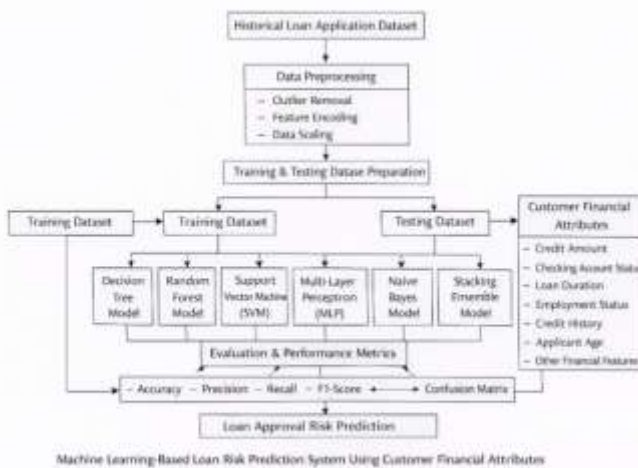 Historical Loan Application Dataset
Data Preprocessing
– Outlier Removal
– Feature Encoding
– Data Scaling
Training & Testing Datase Preparation
Training Dataset
Training Dataset
Testing Dataset
Customer Financial
Attributes
– Credit Amount
– Checking Account Status
– Loan Duration
– Employment Status
– Credit History
– Applicant Age
– Other Financial Features
Decision
Tree
Model
Random
Forest
Model
Support
Vector Machine
(SVM)
Multi-Layer
Perceptron
(MLP)
Naive
Bayes
Model
Stacking
Ensemble
Model
Evaluation & Performance Metrics
– Accuracy – Precision – Recall – F1-Score Confusion Matrix
Loan Approval Risk Prediction
Machine Learning-Based Loan Risk Prediction System Using Customer Financial Attributes